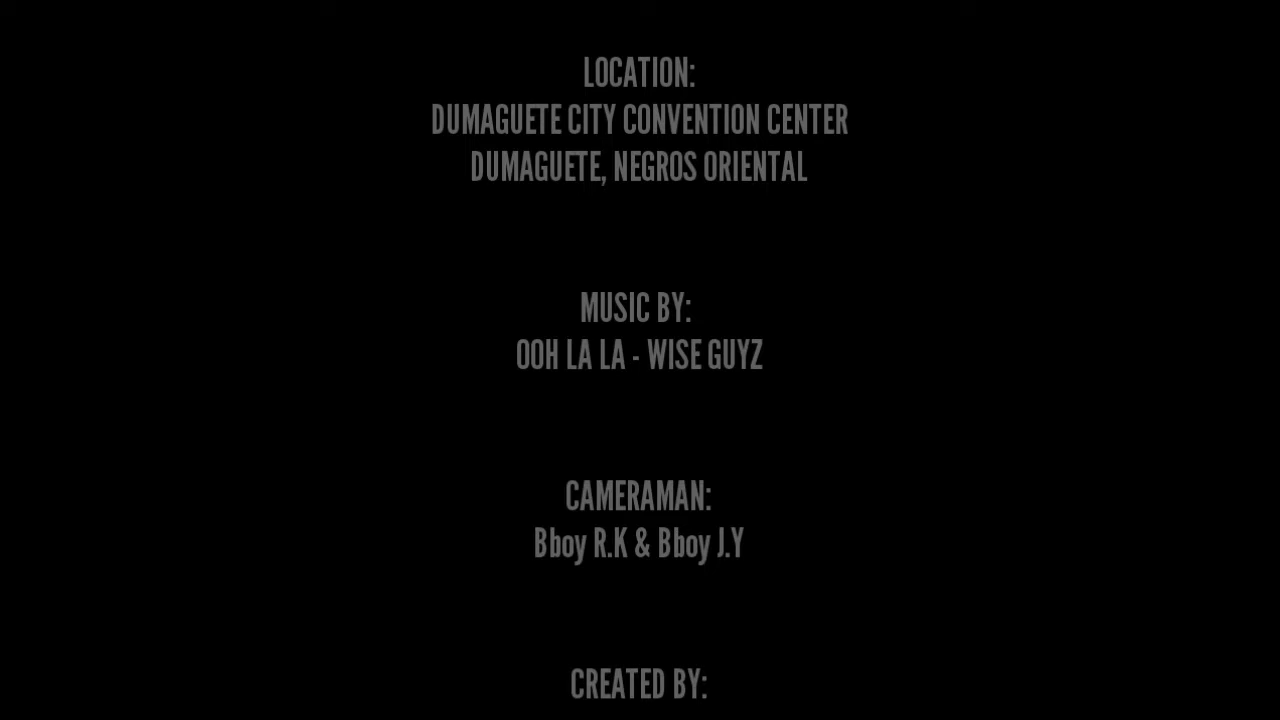 LOCATION:
DUMAGUETE CITY CONVENTION CENTER
DUMAGUETE, NEGROS ORIENTAL
MUSIC BY:
OOH LA LA - WISE GUYZ
CAMERAMAN:
Bboy R.K & Bboy J.Y
CREATED BY: